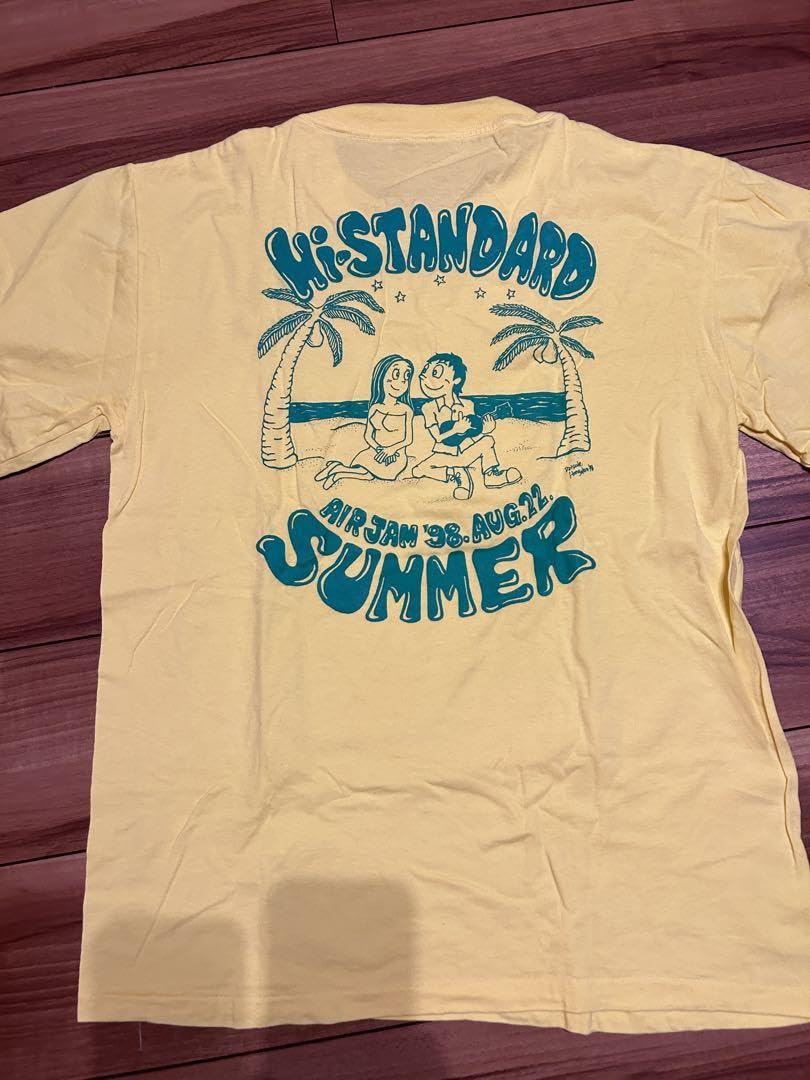 Hi-STANDARD
AIR JAM '98. AUG. 22.
SUMMER